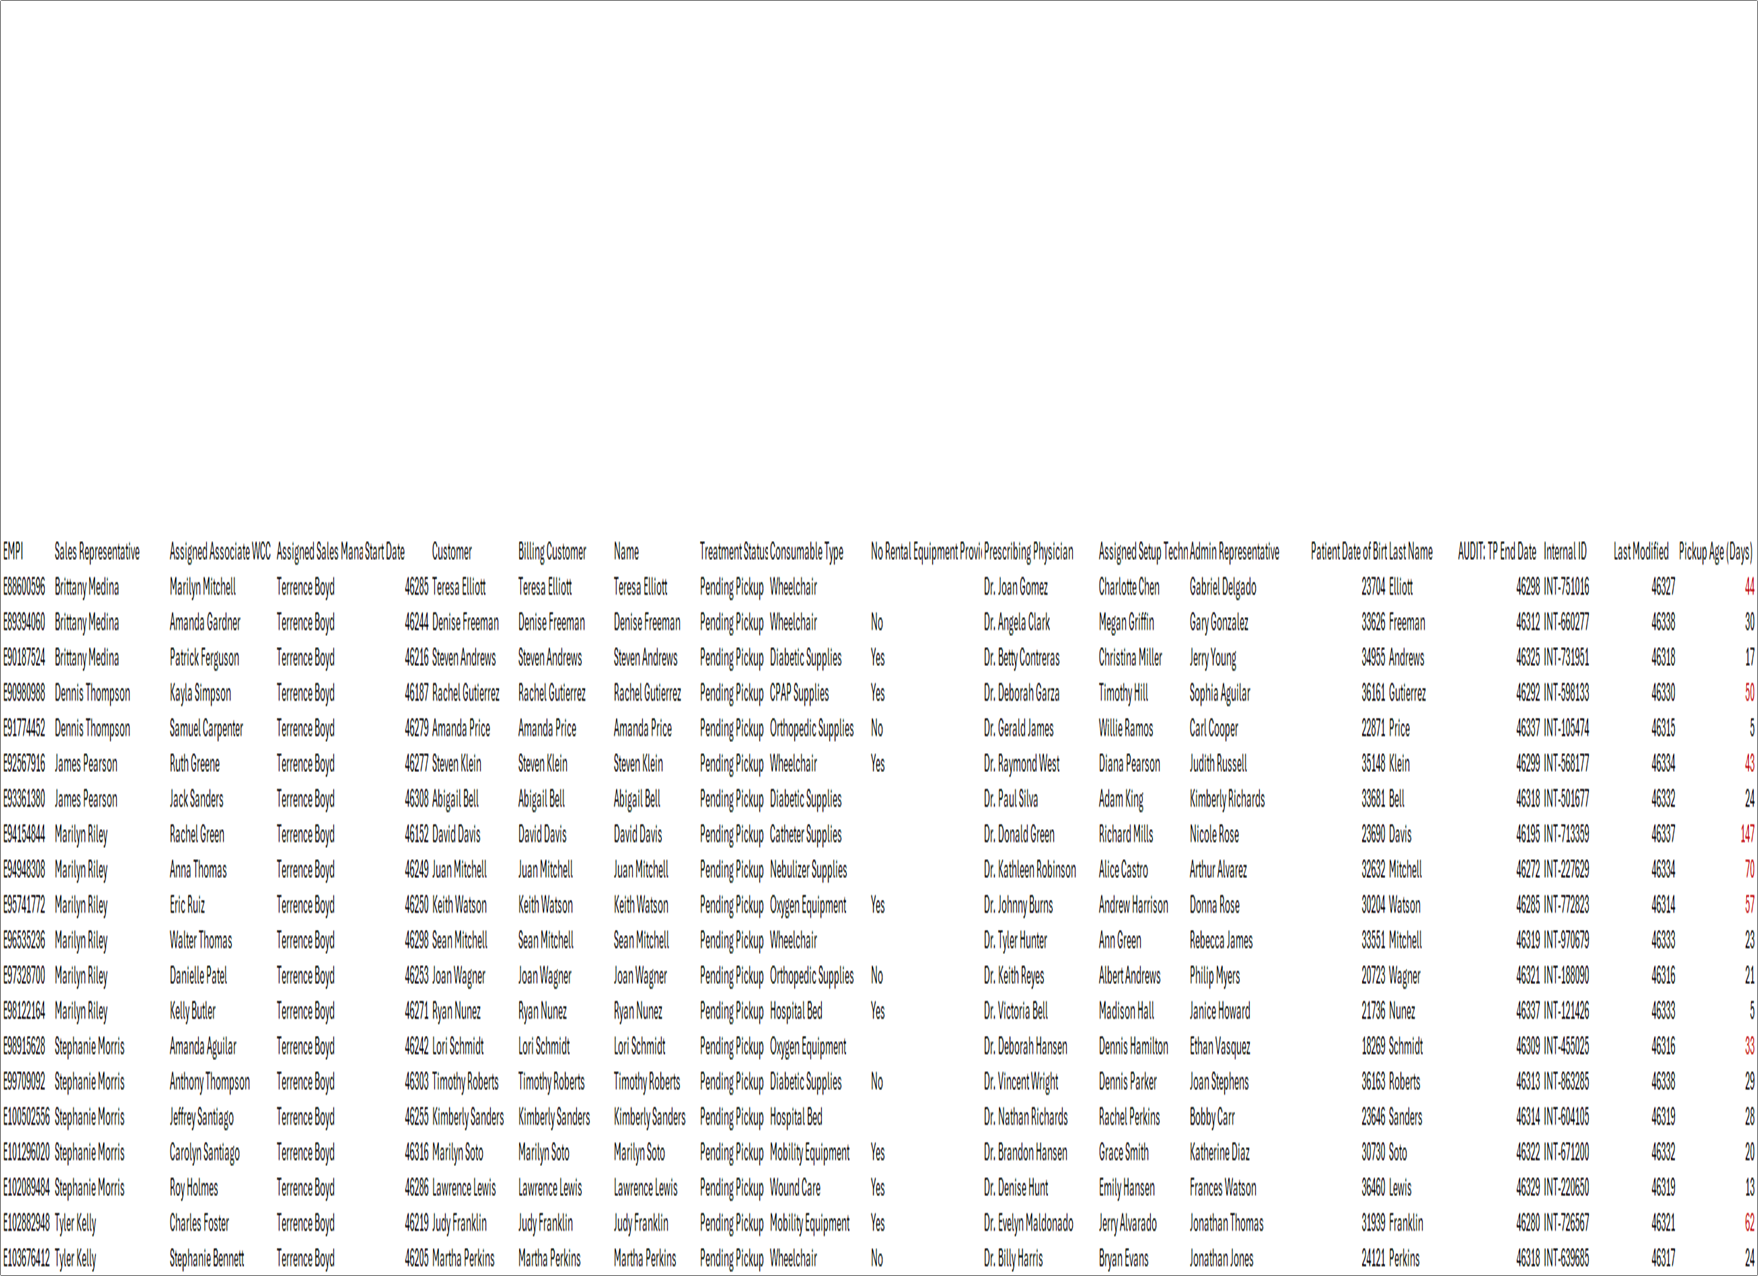 EMPI Sales Representative Assigned Associate WCC Assigned Sales Mana Start Date Customer Billing Customer Name Treatment Status Consumable Type No Rental Equipment Provi Prescribing Physician Assigned Setup Techn Admin Representative Patient Date of Birt Last Name AUDIT: TP End Date Internal ID Last Modified Pickup Age (Days)
E88600596 Brittany Medina Marilyn Mitchell Terrence Boyd 46285 Teresa Elliott Teresa Elliott Teresa Elliott Pending Pickup Wheelchair Dr. Joan Gomez Charlotte Chen Gabriel Delgado 23704 Elliott 46298 INT-751016 46327 44
E89394060 Brittany Medina Amanda Gardner Terrence Boyd 46244 Denise Freeman Denise Freeman Denise Freeman Pending Pickup Wheelchair No Dr. Angela Clark Megan Griffin Gary Gonzalez 33626 Freeman 46312 INT-660277 46338 30
E90187524 Brittany Medina Patrick Ferguson Terrence Boyd 46216 Steven Andrews Steven Andrews Steven Andrews Pending Pickup Diabetic Supplies Yes Dr. Betty Contreras Christina Miller Jerry Young 34955 Andrews 46325 INT-731951 46318 17
E90980988 Dennis Thompson Kayla Simpson Terrence Boyd 46187 Rachel Gutierrez Rachel Gutierrez Rachel Gutierrez Pending Pickup CPAP Supplies Yes Dr. Deborah Garza Timothy Hill Sophia Aguilar 36161 Gutierrez 46292 INT-598133 46330 50
E91774452 Dennis Thompson Samuel Carpenter Terrence Boyd 46279 Amanda Price Amanda Price Amanda Price Pending Pickup Orthopedic Supplies No Dr. Gerald James Willie Ramos Carl Cooper 22871 Price 46337 INT-105474 46315 5
E92567916 James Pearson Ruth Greene Terrence Boyd 46277 Steven Klein Steven Klein Steven Klein Pending Pickup Wheelchair Yes Dr. Raymond West Diana Pearson Judith Russell 35148 Klein 46299 INT-568177 46334 43
E93361380 James Pearson Jack Sanders Terrence Boyd 46308 Abigail Bell Abigail Bell Abigail Bell Pending Pickup Diabetic Supplies Dr. Paul Silva Adam King Kimberly Richards 33681 Bell 46318 INT-501677 46332 24
E94154844 Marilyn Riley Rachel Green Terrence Boyd 46152 David Davis David Davis David Davis Pending Pickup Catheter Supplies Dr. Donald Green Richard Mills Nicole Rose 23690 Davis 46195 INT-713359 46337 147
E94948308 Marilyn Riley Anna Thomas Terrence Boyd 46249 Juan Mitchell Juan Mitchell Juan Mitchell Pending Pickup Nebulizer Supplies Dr. Kathleen Robinson Alice Castro Arthur Alvarez 32632 Mitchell 46272 INT-227629 46334 70
E95741772 Marilyn Riley Eric Ruiz Terrence Boyd 46250 Keith Watson Keith Watson Keith Watson Pending Pickup Oxygen Equipment Yes Dr. Johnny Burns Andrew Harrison Donna Rose 30204 Watson 46285 INT-772823 46314 57
E96535236 Marilyn Riley Walter Thomas Terrence Boyd 46298 Sean Mitchell Sean Mitchell Sean Mitchell Pending Pickup Wheelchair Dr. Tyler Hunter Ann Green Rebecca James 33551 Mitchell 46319 INT-970679 46333 23
E97328700 Marilyn Riley Danielle Patel Terrence Boyd 46253 Joan Wagner Joan Wagner Joan Wagner Pending Pickup Orthopedic Supplies No Dr. Keith Reyes Albert Andrews Philip Myers 20723 Wagner 46321 INT-188090 46316 21
E98122164 Marilyn Riley Kelly Butler Terrence Boyd 46271 Ryan Nunez Ryan Nunez Ryan Nunez Pending Pickup Hospital Bed Yes Dr. Victoria Bell Madison Hall Janice Howard 21736 Nunez 46337 INT-121426 46333 5
E98915628 Stephanie Morris Amanda Aguilar Terrence Boyd 46242 Lori Schmidt Lori Schmidt Lori Schmidt Pending Pickup Oxygen Equipment Dr. Deborah Hansen Dennis Hamilton Ethan Vasquez 18269 Schmidt 46309 INT-455025 46316 33
E99709092 Stephanie Morris Anthony Thompson Terrence Boyd 46303 Timothy Roberts Timothy Roberts Timothy Roberts Pending Pickup Diabetic Supplies No Dr. Vincent Wright Dennis Parker Joan Stephens 36163 Roberts 46313 INT-863285 46338 29
E100502556 Stephanie Morris Jeffrey Santiago Terrence Boyd 46255 Kimberly Sanders Kimberly Sanders Kimberly Sanders Pending Pickup Hospital Bed Dr. Nathan Richards Rachel Perkins Bobby Carr 23646 Sanders 46314 INT-604105 46319 28
E101296020 Stephanie Morris Carolyn Santiago Terrence Boyd 46316 Marilyn Soto Marilyn Soto Marilyn Soto Pending Pickup Mobility Equipment Yes Dr. Brandon Hansen Grace Smith Katherine Diaz 30730 Soto 46322 INT-671200 46332 20
E102089484 Stephanie Morris Roy Holmes Terrence Boyd 46286 Lawrence Lewis Lawrence Lewis Lawrence Lewis Pending Pickup Wound Care Yes Dr. Denise Hunt Emily Hansen Frances Watson 36460 Lewis 46329 INT-220650 46319 13
E102882948 Tyler Kelly Charles Foster Terrence Boyd 46219 Judy Franklin Judy Franklin Judy Franklin Pending Pickup Mobility Equipment Yes Dr. Evelyn Maldonado Jerry Alvarado Jonathan Thomas 31939 Franklin 46280 INT-726567 46321 62
E103676412 Tyler Kelly Stephanie Bennett Terrence Boyd 46205 Martha Perkins Martha Perkins Martha Perkins Pending Pickup Wheelchair No Dr. Billy Harris Bryan Evans Jonathan Jones 24121 Perkins 46318 INT-639685 46317 24